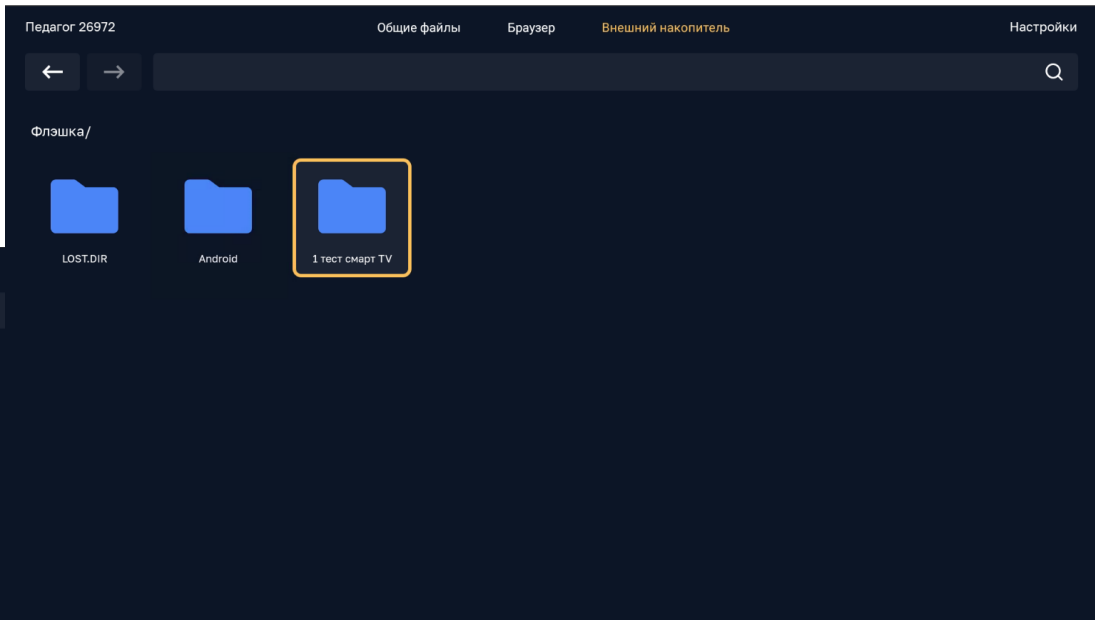 Педагог 26972 Общие файлы Браузер Внешний накопитель Настройки
Флэшка/
LOST.DIR Android 1 тест смарт TV